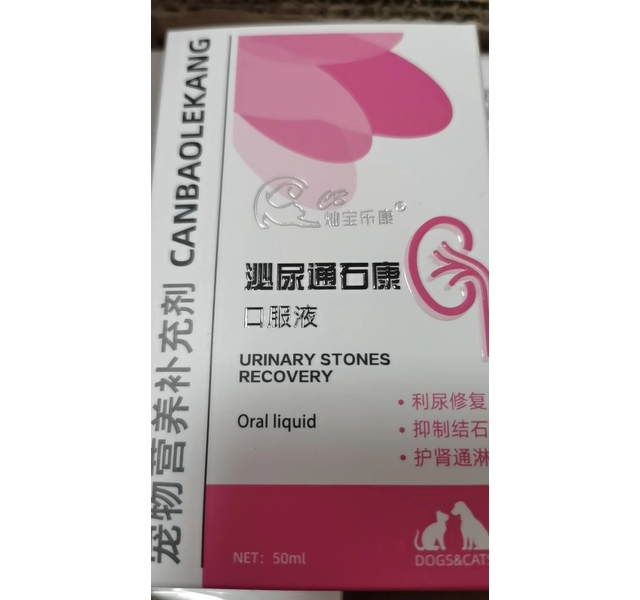 宠物营养补充剂 CANBAOLEKANG
灿宝乐康®
泌尿通石康
口服液
URINARY STONES
RECOVERY
Oral liquid
• 利尿修复
• 抑制结石
• 护肾通淋
NET: 50ml
DOGS&CATS